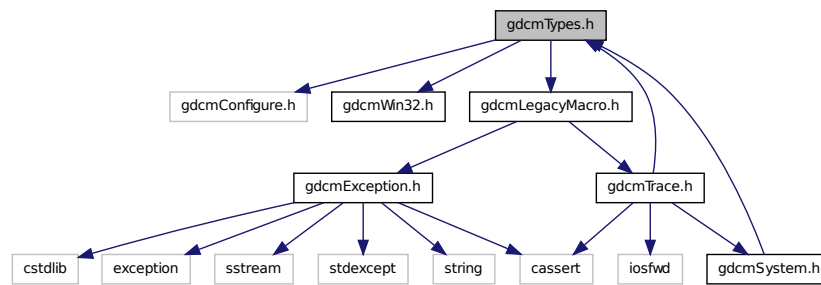 gdcmTypes.h
gdcmConfigure.h
gdcmWin32.h
gdcmLegacyMacro.h
gdcmException.h
gdcmTrace.h
cstdlib
exception
sstream
stdexcept
string
cassert
iosfwd
gdcmSystem.h